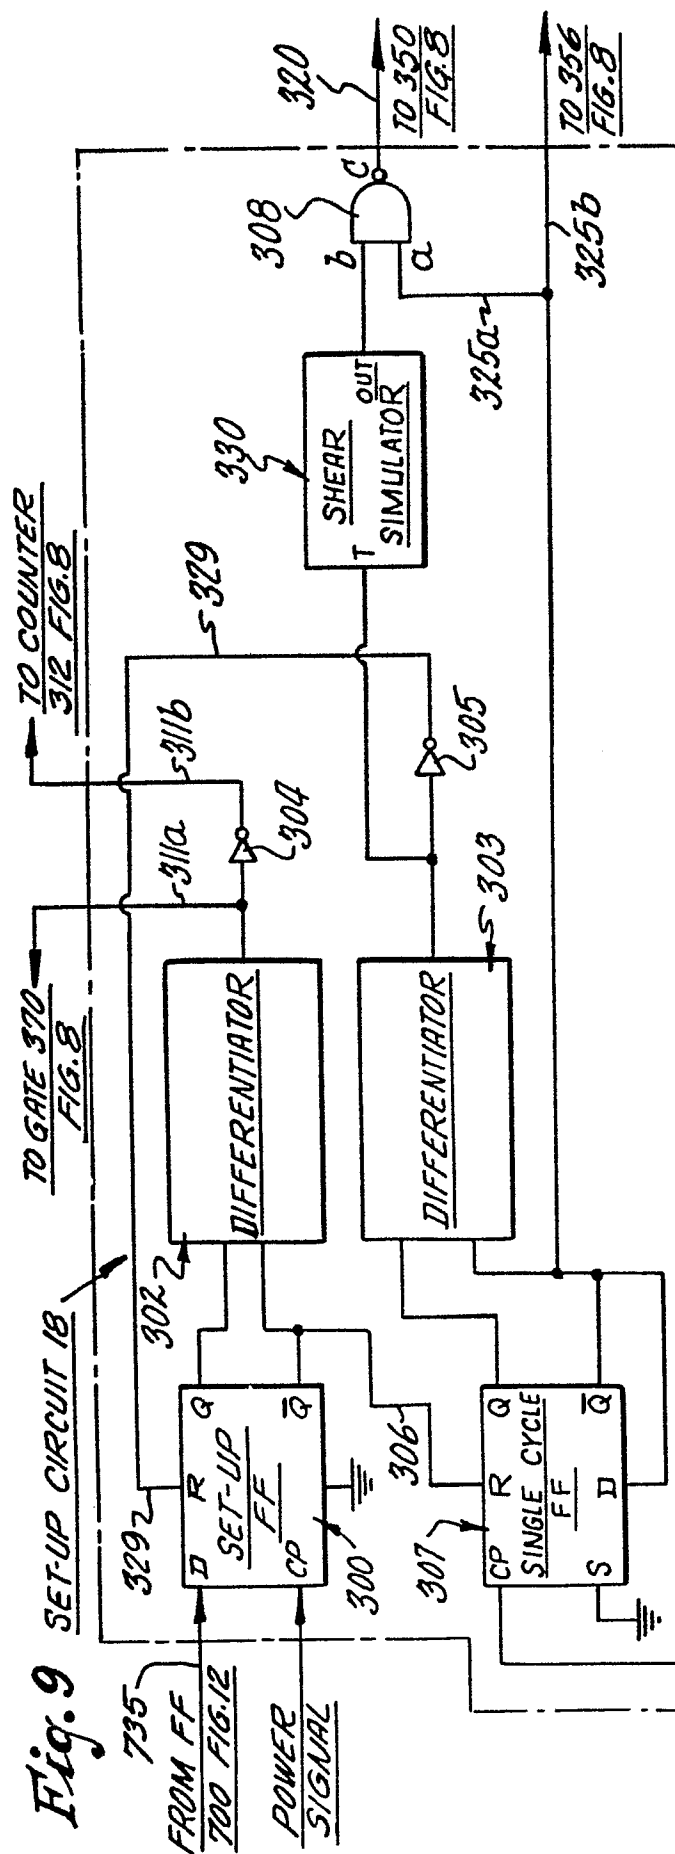 Fig. 9
SET-UP CIRCUIT 18
TO GATE 370
FIG. 8
TO COUNTER
312 FIG. 8
311a
311b
329
320
TO 350
FIG. 8
735
FROM FF
700 FIG. 12
POWER
SIGNAL
329
D
R
Q
SET-UP
FF
CP
Q̅
300
302
DIFFERENTIATOR
304
330
SHEAR
SIMULATOR
T
OUT
308
b
a
c
306
307
CP
R
Q
SINGLE CYCLE
FF
S
D
Q̅
DIFFERENTIATOR
303
305
325a
325b
TO 356
FIG. 8